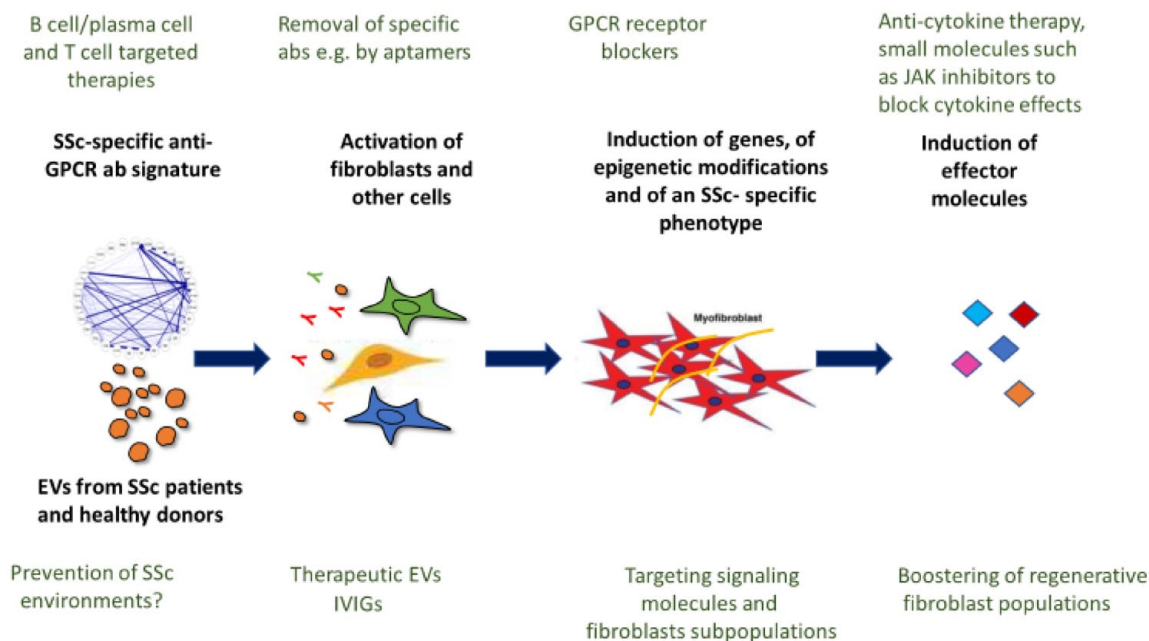 B cell/plasma cell
and T cell targeted
therapies
Removal of specific
abs e.g. by aptamers
GPCR receptor
blockers
Anti-cytokine therapy,
small molecules such
as JAK inhibitors to
block cytokine effects
SSc-specific anti-
GPCR ab signature
Activation of
fibroblasts and
other cells
Induction of genes, of
epigenetic modifications
and of an SSc- specific
phenotype
Induction of
effector
molecules
Myofibroblast
EVs from SSc patients
and healthy donors
Prevention of SSc
environments?
Therapeutic EVs
IVIGs
Targeting signaling
molecules and
fibroblasts subpopulations
Boostering of regenerative
fibroblast populations